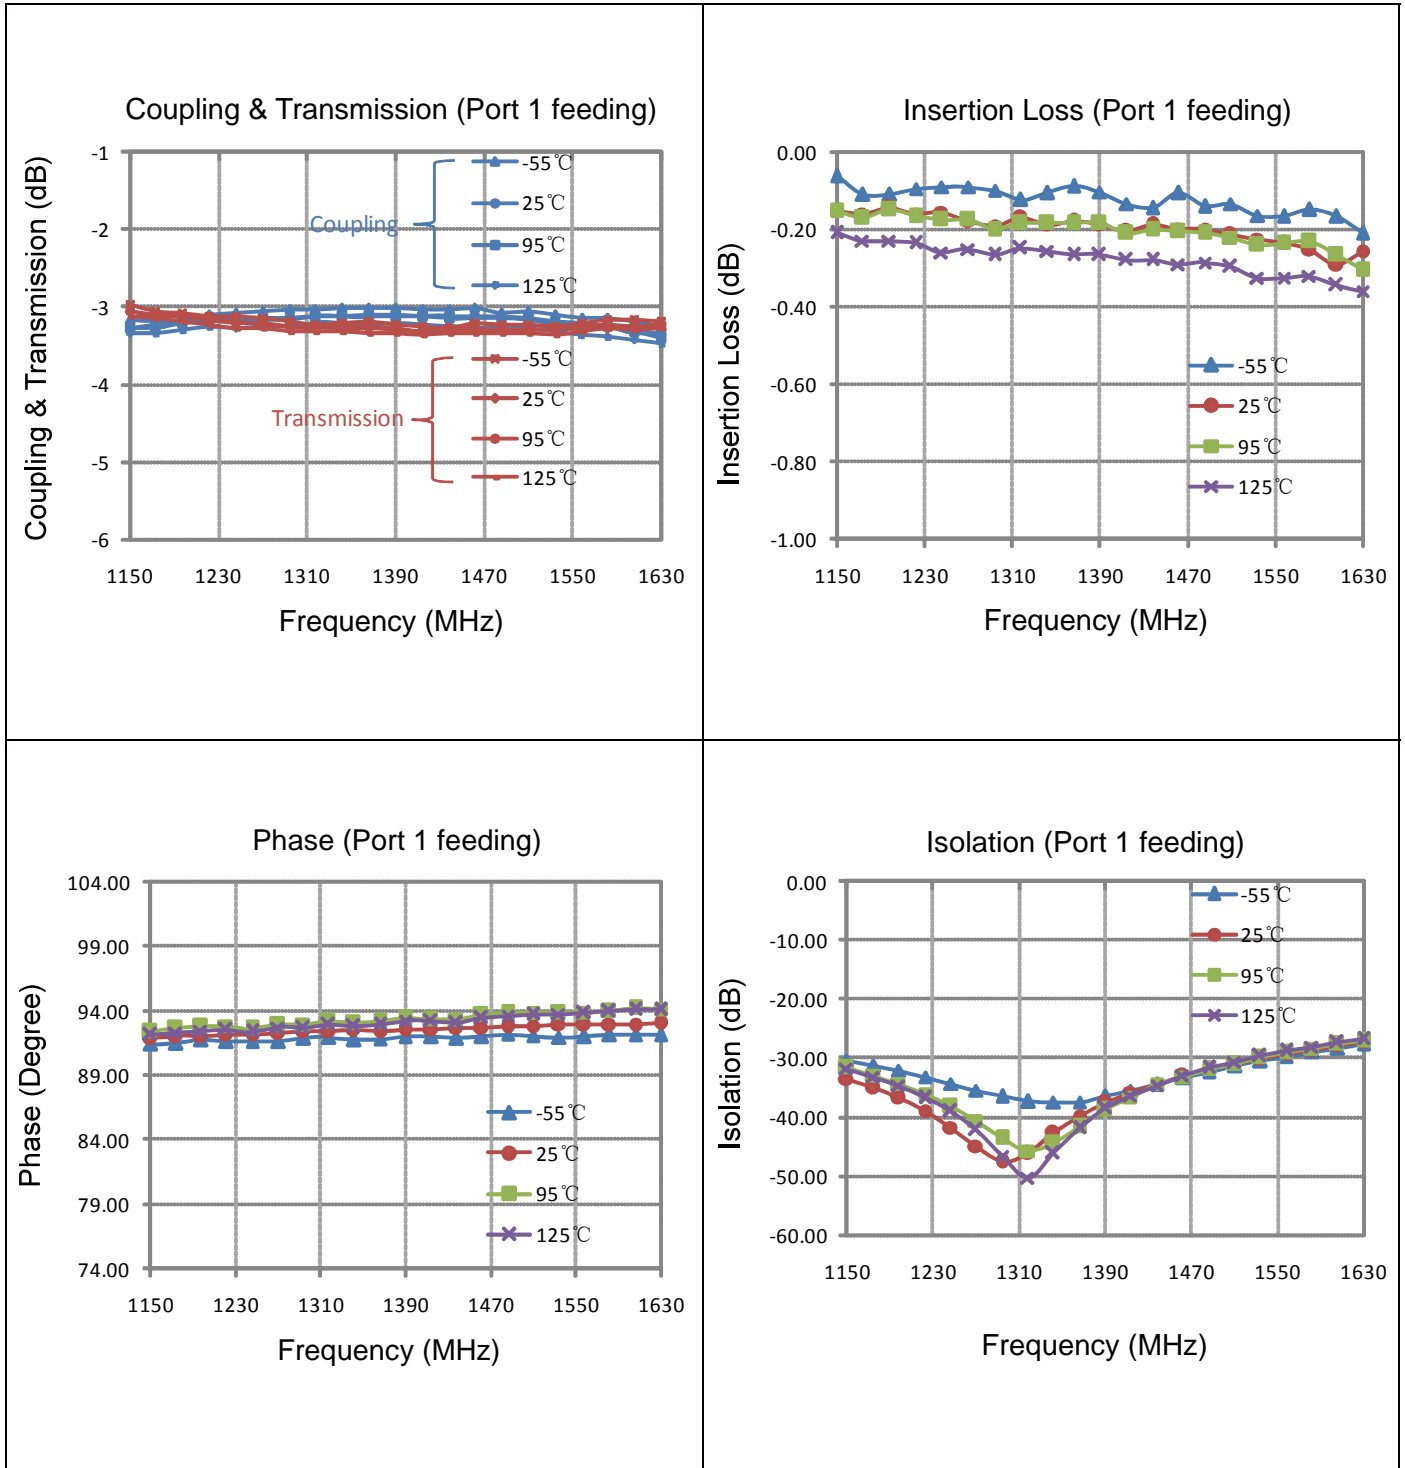 Coupling & Transmission (Port 1 feeding)
Coupling & Transmission (dB)
-1
-2
-3
-4
-5
-6
Coupling
-55℃
25℃
95℃
125℃
Transmission
-55℃
25℃
95℃
125℃
1150 1230 1310 1390 1470 1550 1630
Frequency (MHz)
Insertion Loss (Port 1 feeding)
Insertion Loss (dB)
0.00
-0.20
-0.40
-0.60
-0.80
-1.00
-55℃
25℃
95℃
125℃
1150 1230 1310 1390 1470 1550 1630
Frequency (MHz)
Phase (Port 1 feeding)
Phase (Degree)
104.00
99.00
94.00
89.00
84.00
79.00
74.00
-55℃
25℃
95℃
125℃
1150 1230 1310 1390 1470 1550 1630
Frequency (MHz)
Isolation (Port 1 feeding)
Isolation (dB)
0.00
-10.00
-20.00
-30.00
-40.00
-50.00
-60.00
-55℃
25℃
95℃
125℃
1150 1230 1310 1390 1470 1550 1630
Frequency (MHz)